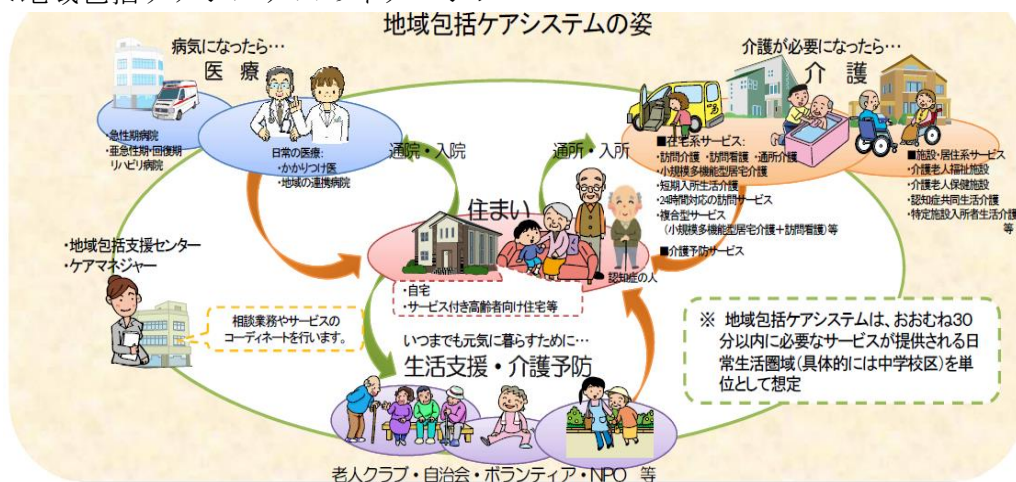 地域包括ケアシステムの姿
病気になったら…
医 療
・急性期病院
・亜急性期・回復期
リハビリ病院
日常の医療:
・かかりつけ医
・地域の連携病院
通院・入院
通所・入所
介護が必要になったら…
介 護
■在宅系サービス:
・訪問介護 ・訪問看護 ・通所介護
・小規模多機能型居宅介護
・短期入所生活介護
・24時間対応の訪問サービス
・複合型サービス
(小規模多機能型居宅介護+訪問看護)等
■介護予防サービス
■施設・居住系サービス
・介護老人福祉施設
・介護老人保健施設
・認知症共同生活介護
・特定施設入所者生活介護
等
住まい
認知症の人
・自宅
・サービス付き高齢者向け住宅等
・地域包括支援センター
・ケアマネジャー
相談業務やサービスの
コーディネートを行います。
いつまでも元気に暮らすために…
生活支援・介護予防
老人クラブ・自治会・ボランティア・NPO 等
※ 地域包括ケアシステムは、おおむね30
分以内に必要なサービスが提供される日
常生活圏域(具体的には中学校区)を単
位として想定